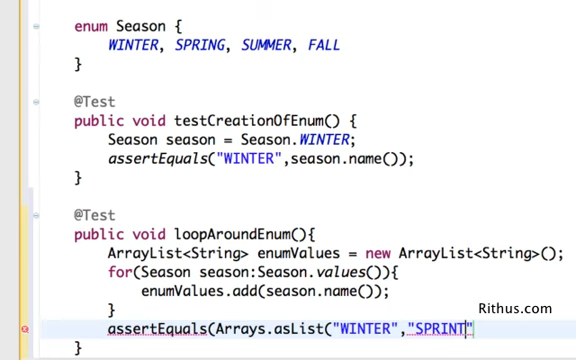 enum Season {
WINTER, SPRING, SUMMER, FALL
}
@Test
public void testCreationOfEnum() {
Season season = Season.WINTER;
assertEquals("WINTER",season.name());
}
@Test
public void loopAroundEnum(){
ArrayList<String> enumValues = new ArrayList<String>();
for(Season season:Season.values()){
enumValues.add(season.name());
}
Rithus.com
assertEquals(Arrays.asList("WINTER","SPRINT"
}